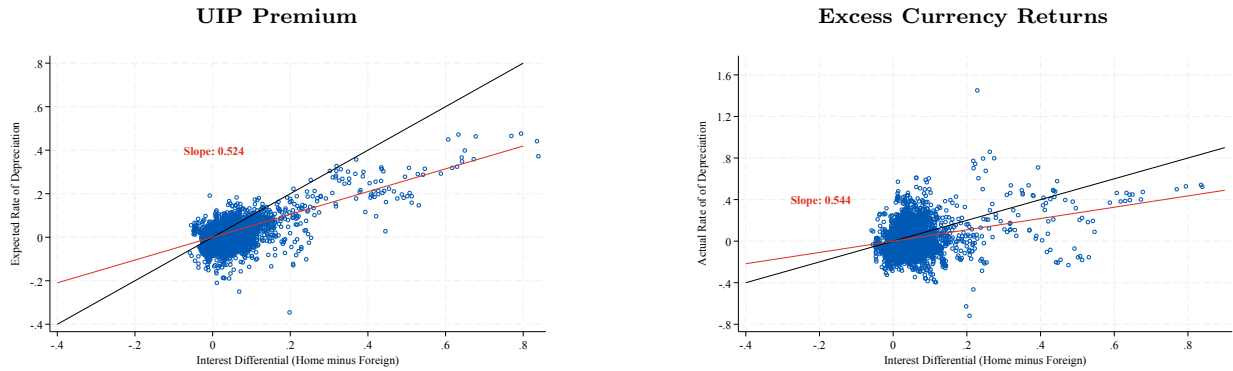 UIP Premium
.8
.6
.4
.2
0
-.2
-.4
Expected Rate of Depreciation
Slope: 0.524
-.4 -.2 0 .2 .4 .6 .8
Interest Differential (Home minus Foreign)
Excess Currency Returns
1.6
1.2
.8
.4
0
-.4
-.8
Actual Rate of Depreciation
Slope: 0.544
-.4 -.2 0 .2 .4 .6 .8
Interest Differential (Home minus Foreign)